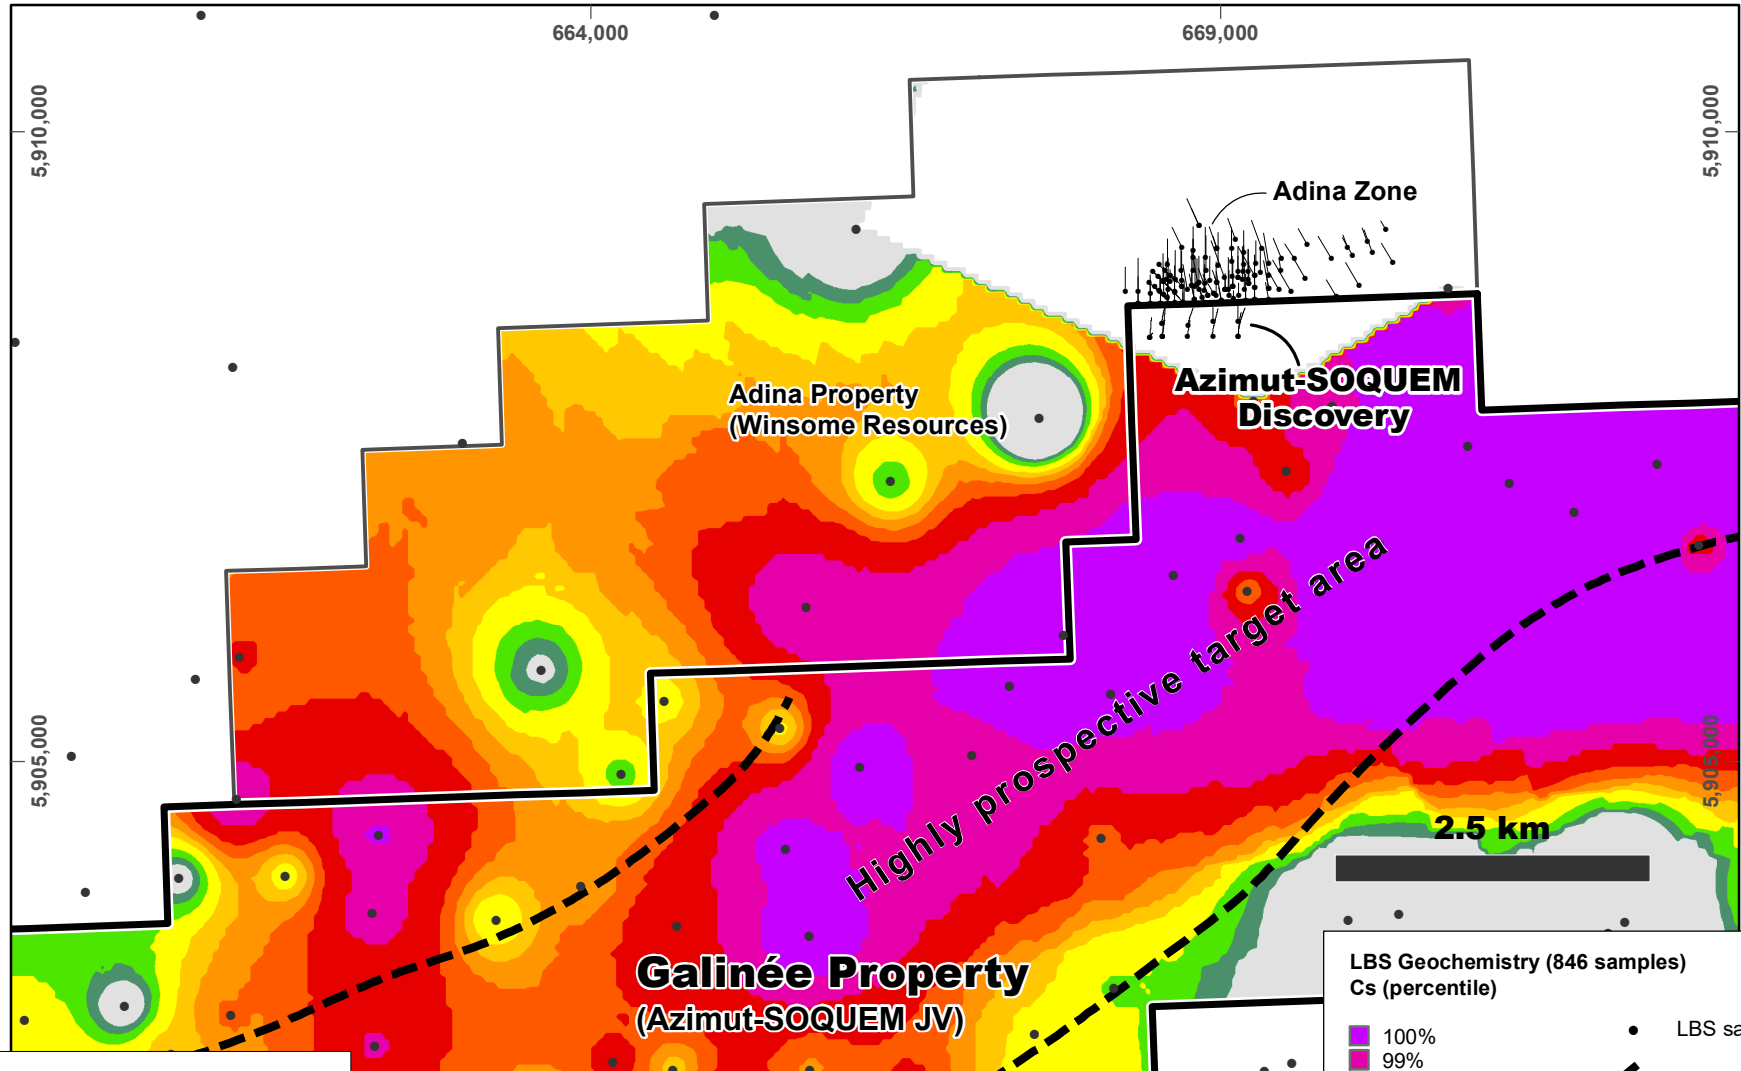 664,000
669,000
5,910,000
5,910,000
Adina Zone
Azimut-SOQUEM
Discovery
Adina Property
(Winsome Resources)
Highly prospective target area
5,905,000
5,905,000
2.5 km
Galinée Property
(Azimut-SOQUEM JV)
LBS Geochemistry (846 samples)
Cs (percentile)
100%
LBS sa
99%